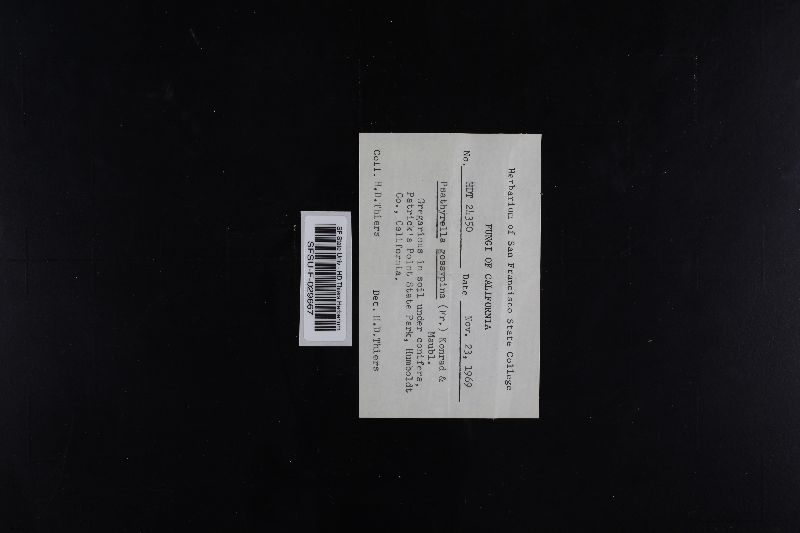 Herbarium of San Francisco State College
FUNGI OF CALIFORNIA
No. HDT 24350 Date Nov. 23, 1969
Psathyrella gossypina (Fr.) Konrad &
Maubl.
Gregarious in soil under conifers,
Patrick's Point State Park, Humboldt
Co., California.
Coll. H.D.Thiers Det. H.D.Thiers
SF State Univ. HD Thiers Herbarium
SFSU-F-029667